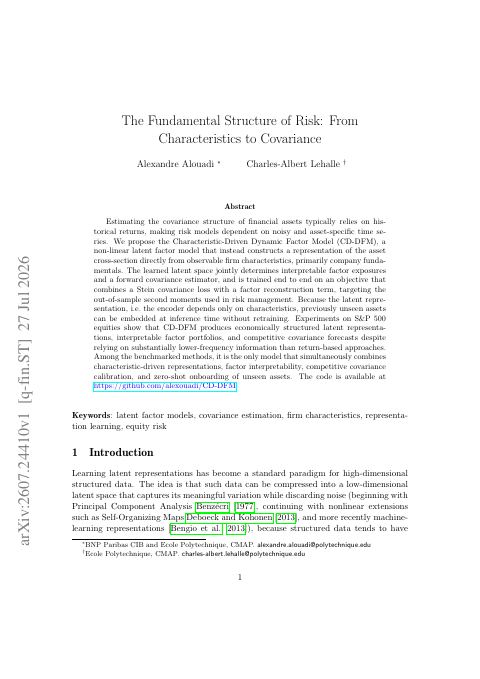 The Fundamental Structure of Risk: From
Characteristics to Covariance
Alexandre Alouadi * Charles-Albert Lehalle †
Abstract
Estimating the covariance structure of financial assets typically relies on his-
torical returns, making risk models dependent on noisy and asset-specific time se-
ries. We propose the Characteristic-Driven Dynamic Factor Model (CD-DFM), a
non-linear latent factor model that instead constructs a representation of the asset
cross-section directly from observable firm characteristics, primarily company funda-
mentals. The learned latent space jointly determines interpretable factor exposures
and a forward covariance estimator, and is trained end to end on an objective that
combines a Stein covariance loss with a factor reconstruction term, targeting the
out-of-sample second moments used in risk management. Because the latent repre-
sentation, i.e. the encoder depends only on characteristics, previously unseen assets
can be embedded at inference time without retraining. Experiments on S&P 500
equities show that CD-DFM produces economically structured latent representa-
tions, interpretable factor portfolios, and competitive covariance forecasts despite
relying on substantially lower-frequency information than return-based approaches.
Among the benchmarked methods, it is the only model that simultaneously combines
characteristic-driven representations, factor interpretability, competitive covariance
calibration, and zero-shot onboarding of unseen assets. The code is available at
https://github.com/alexouadi/CD-DFM.
Keywords: latent factor models, covariance estimation, firm characteristics, representa-
tion learning, equity risk
1 Introduction
Learning latent representations has become a standard paradigm for high-dimensional
structured data. The idea is that such data can be compressed into a low-dimensional
latent space that captures its meaningful variation while discarding noise (beginning with
Principal Component Analysis Benzécri [1977], continuing with nonlinear extensions
such as Self-Organizing Maps Deboeck and Kohonen [2013], and more recently machine-
learning representations (Bengio et al. [2013]), because structured data tends to have
*BNP Paribas CIB and Ecole Polytechnique, CMAP. alexandre.alouadi@polytechnique.edu
†Ecole Polytechnique, CMAP. charles-albert.lehalle@polytechnique.edu
1
arXiv:2607.24410v1 [q-fin.ST] 27 Jul 2026